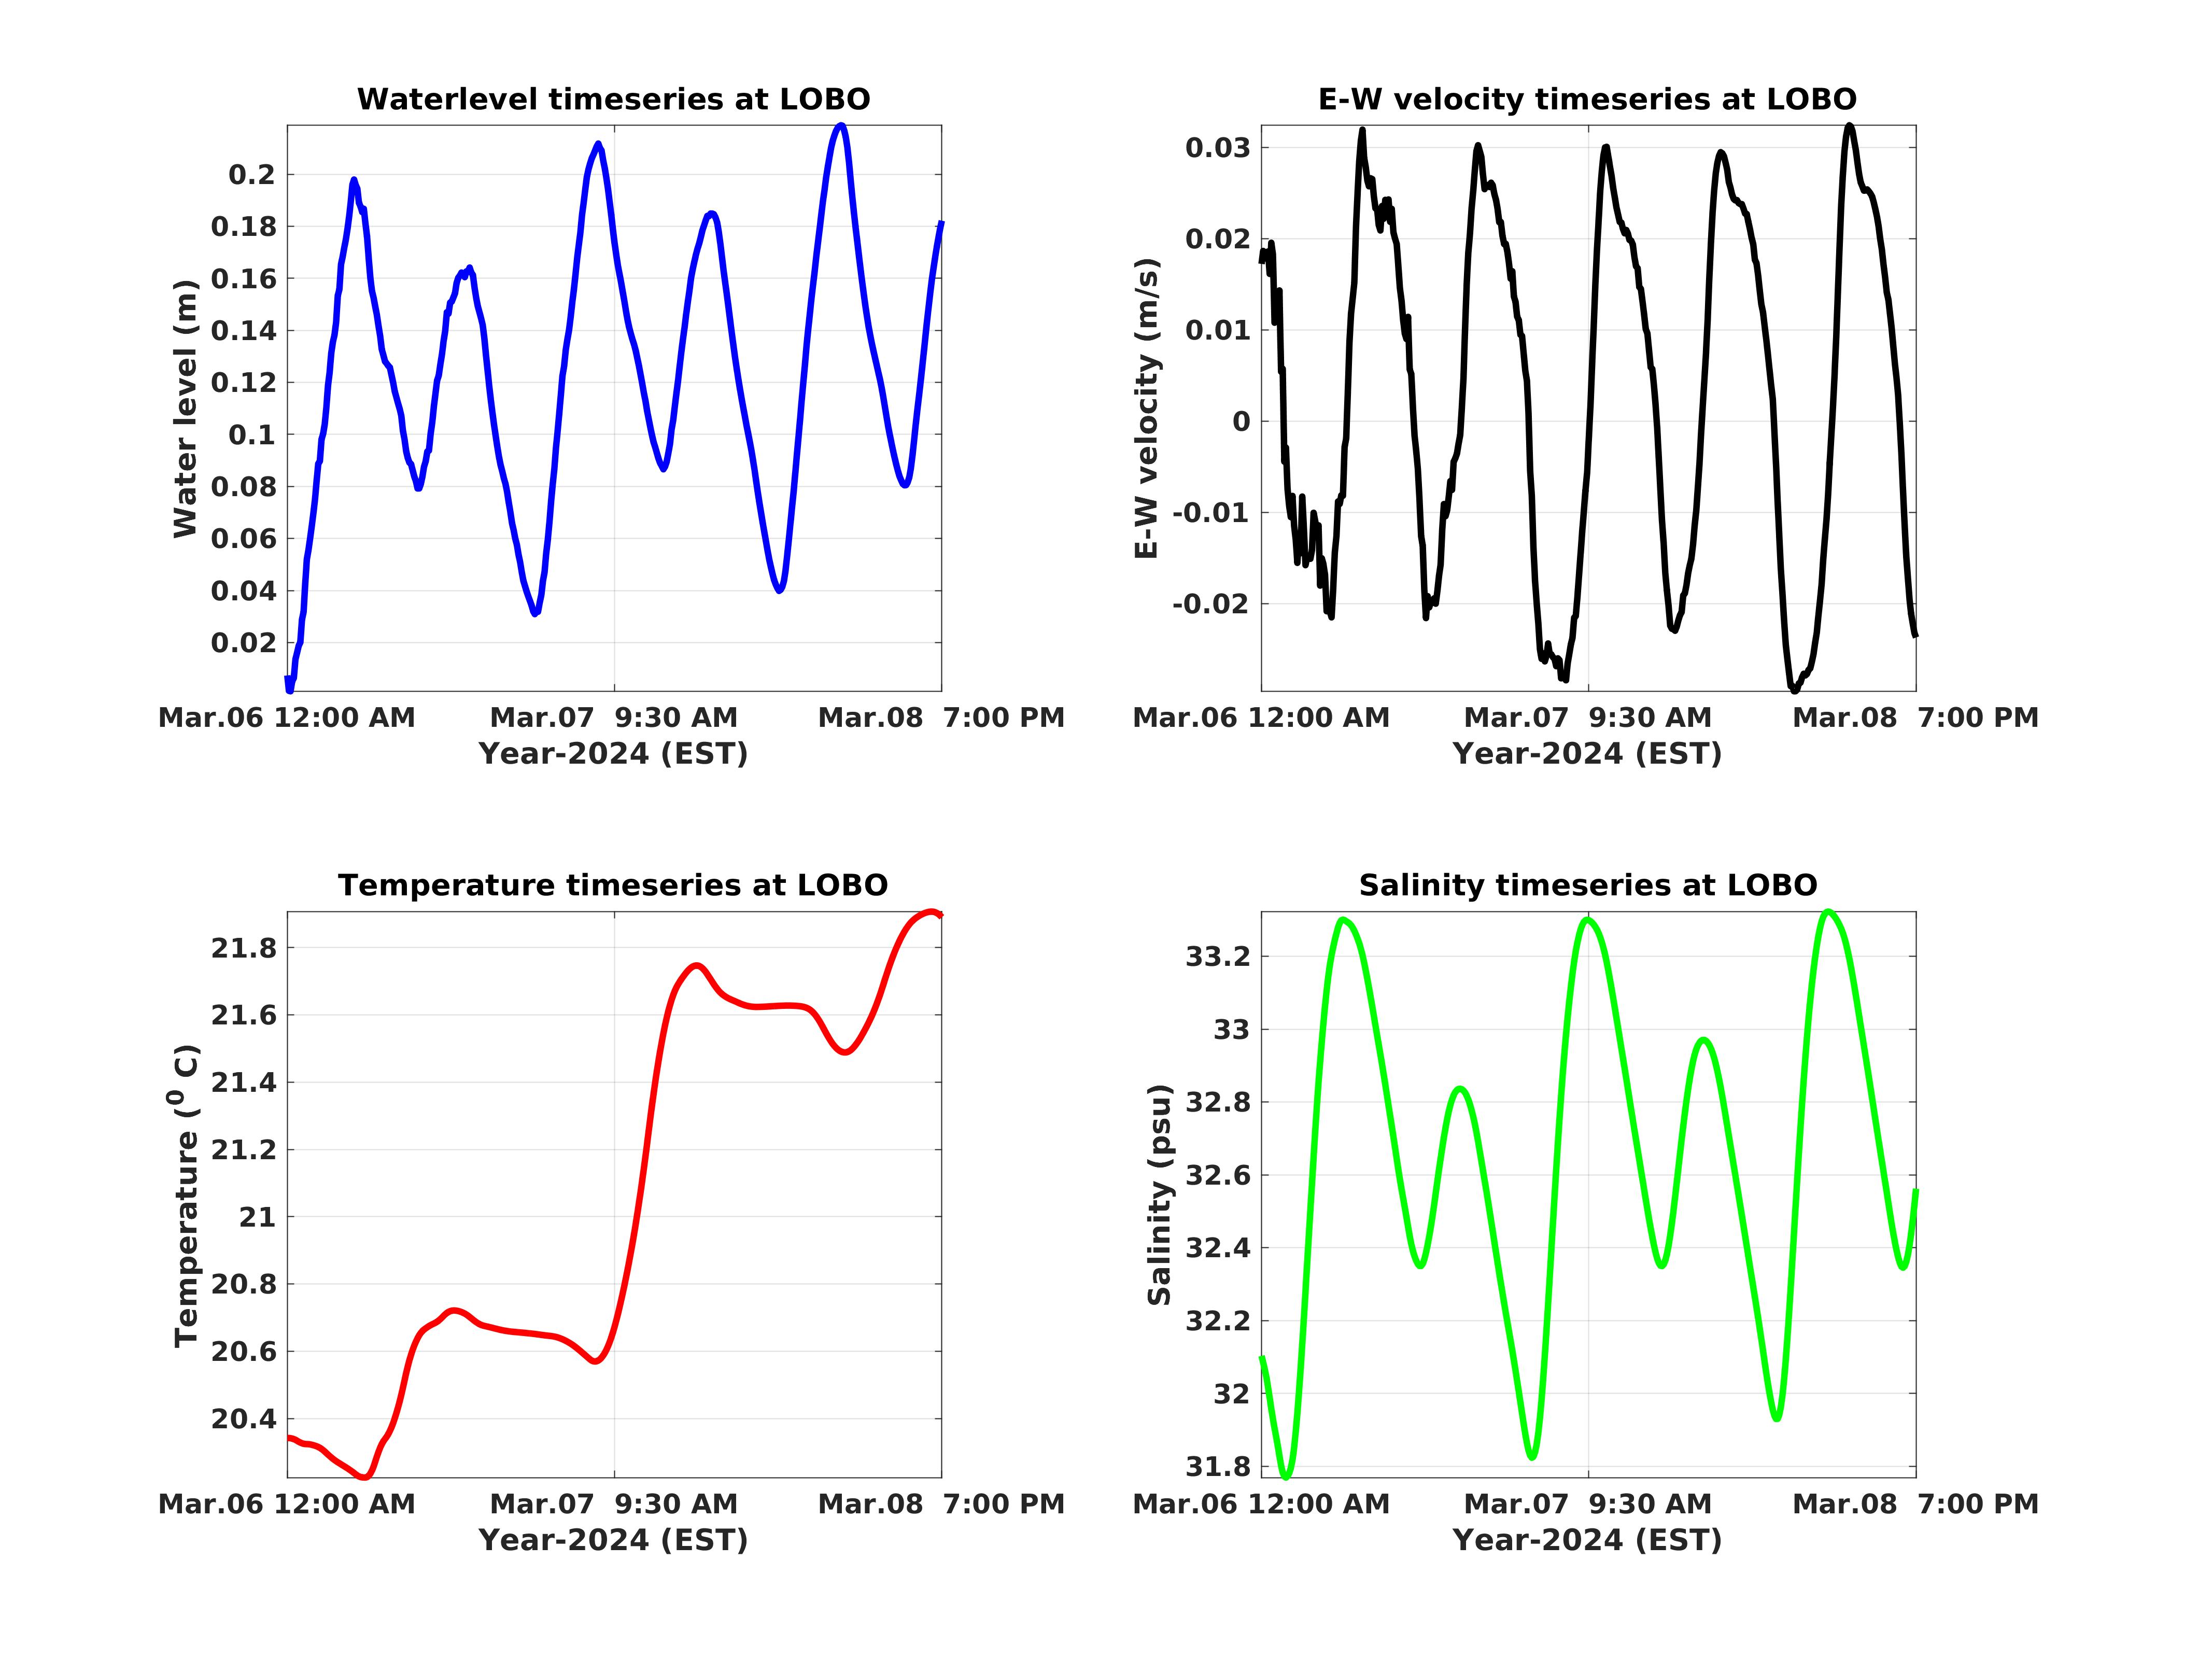 Waterlevel timeseries at LOBO
Water level (m)
0.2
0.18
0.16
0.14
0.12
0.1
0.08
0.06
0.04
0.02
Mar.06 12:00 AM
Mar.07 9:30 AM
Mar.08 7:00 PM
Year-2024 (EST)
E-W velocity timeseries at LOBO
E-W velocity (m/s)
0.03
0.02
0.01
0
-0.01
-0.02
Mar.06 12:00 AM
Mar.07 9:30 AM
Mar.08 7:00 PM
Year-2024 (EST)
Temperature timeseries at LOBO
Temperature (⁰ C)
21.8
21.6
21.4
21.2
21
20.8
20.6
20.4
Mar.06 12:00 AM
Mar.07 9:30 AM
Mar.08 7:00 PM
Year-2024 (EST)
Salinity timeseries at LOBO
Salinity (psu)
33.2
33
32.8
32.6
32.4
32.2
32
31.8
Mar.06 12:00 AM
Mar.07 9:30 AM
Mar.08 7:00 PM
Year-2024 (EST)